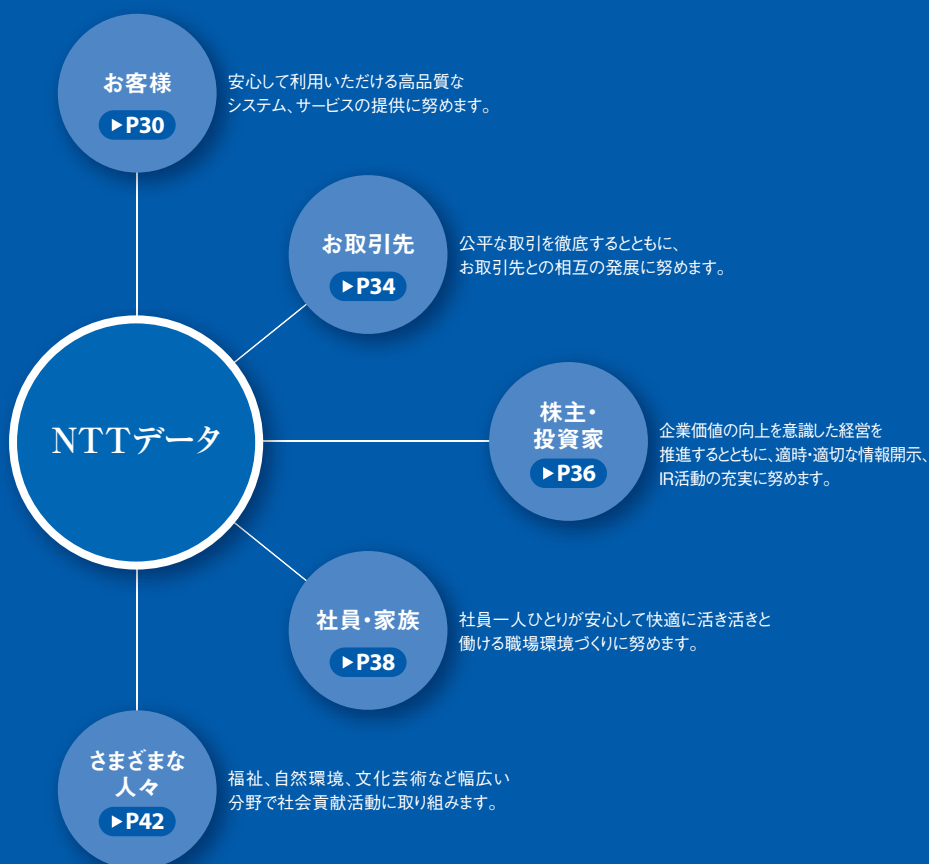 お客様
▶P30
安心して利用いただける高品質な
システム、サービスの提供に努めます。
お取引先
▶P34
公平な取引を徹底するとともに、
お取引先との相互の発展に努めます。
NTTデータ
株主・
投資家
▶P36
企業価値の向上を意識した経営を
推進するとともに、適時・適切な情報開示、
IR活動の充実に努めます。
社員・家族
▶P38
社員一人ひとりが安心して快適に活き活きと
働ける職場環境づくりに努めます。
さまざまな
人々
▶P42
福祉、自然環境、文化芸術など幅広い
分野で社会貢献活動に取り組みます。